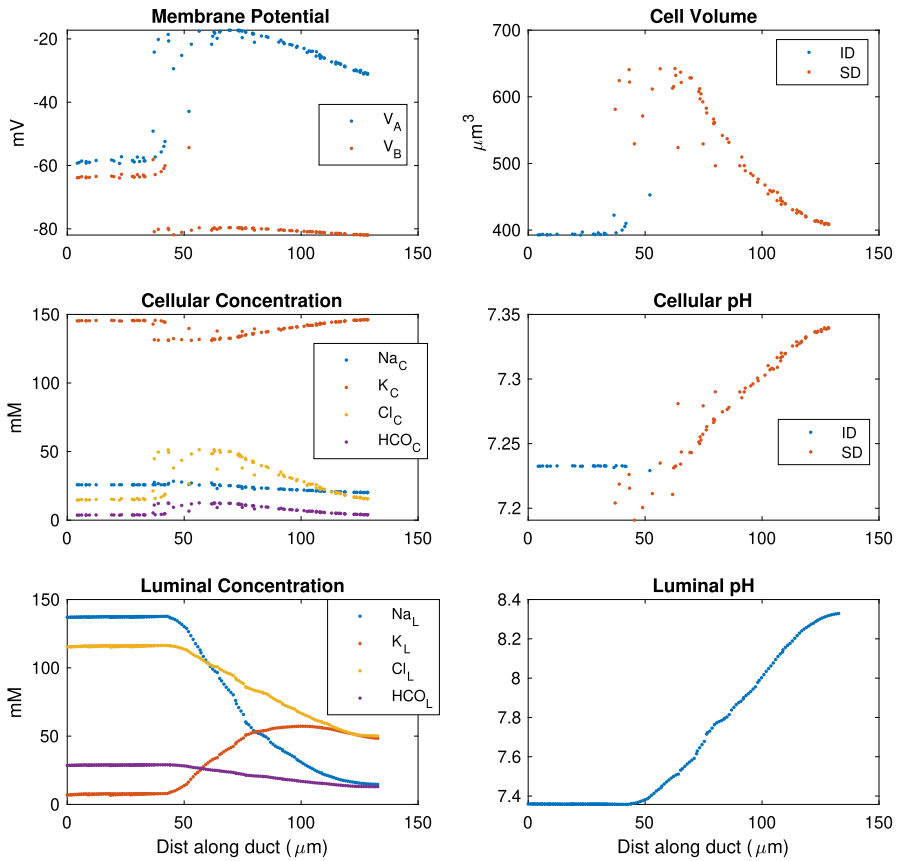 Membrane Potential
mV
-20
-40
-60
-80
0
50
100
150
V_A
V_B
Cell Volume
μm³
700
600
500
400
0
50
100
150
ID
SD
Cellular Concentration
mM
150
100
50
0
0
50
100
150
Na_C
K_C
Cl_C
HCO_C
Cellular pH
7.35
7.3
7.25
7.2
0
50
100
150
ID
SD
Luminal Concentration
mM
150
100
50
0
0
50
100
150
Dist along duct (μm)
Na_L
K_L
Cl_L
HCO_L
Luminal pH
8.4
8.2
8
7.8
7.6
7.4
0
50
100
150
Dist along duct (μm)